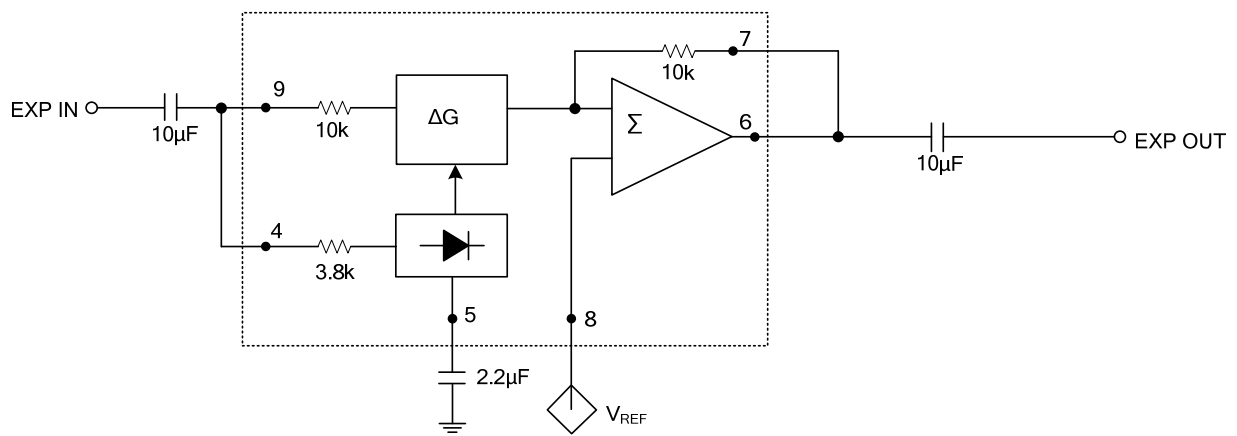 7
10k
9
EXP IN
10μF
10k
ΔG
Σ
6
10μF
EXP OUT
4
3.8k
5
8
2.2μF
VREF